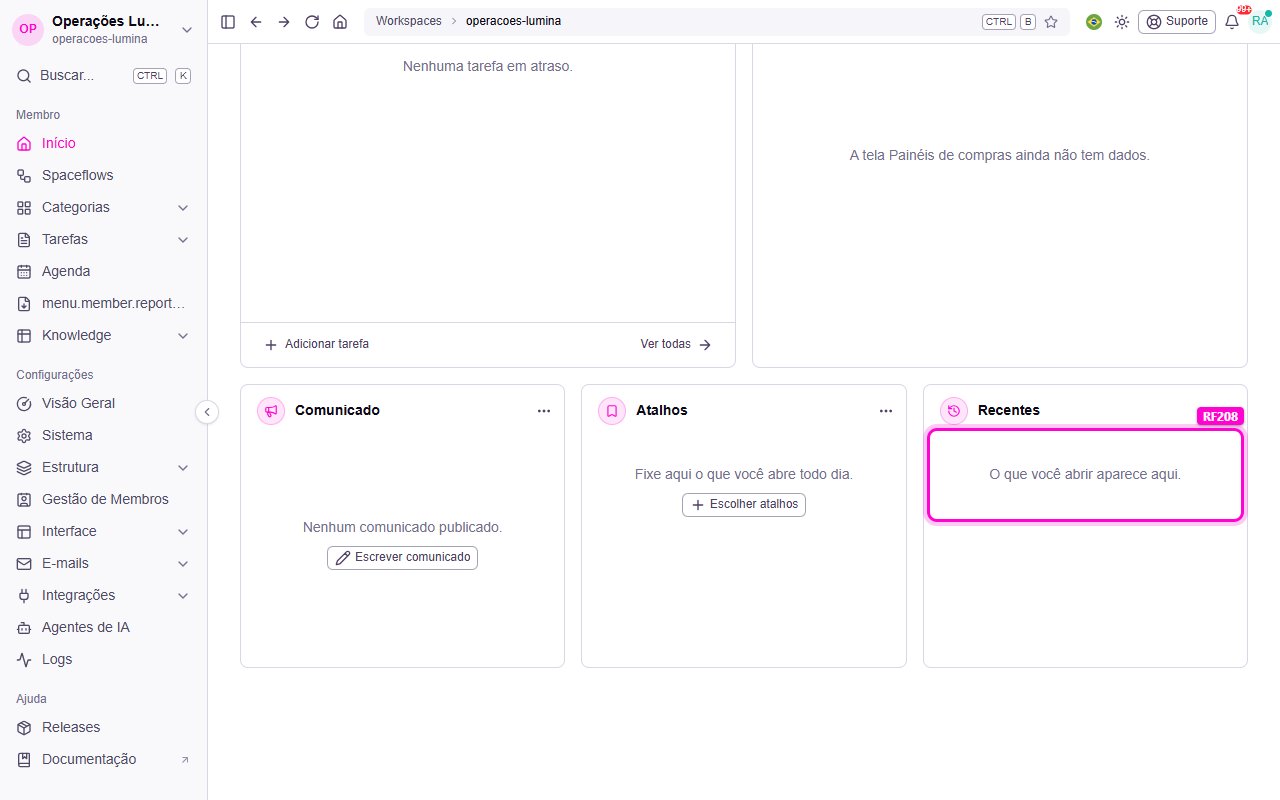 OP
Operações Lu...
operacoes-lumina
Buscar...
CTRL K
Membro
Início
Spaceflows
Categorias
Tarefas
Agenda
menu.member.report...
Knowledge
Configurações
Visão Geral
Sistema
Estrutura
Gestão de Membros
Interface
E-mails
Integrações
Agentes de IA
Logs
Ajuda
Releases
Documentação
Workspaces > operacoes-lumina
CTRL B
Suporte
99+
RA
Nenhuma tarefa em atraso.
Adicionar tarefa
Ver todas
A tela Painéis de compras ainda não tem dados.
Comunicado
Nenhum comunicado publicado.
Escrever comunicado
Atalhos
Fixe aqui o que você abre todo dia.
Escolher atalhos
Recentes
RF208
O que você abrir aparece aqui.